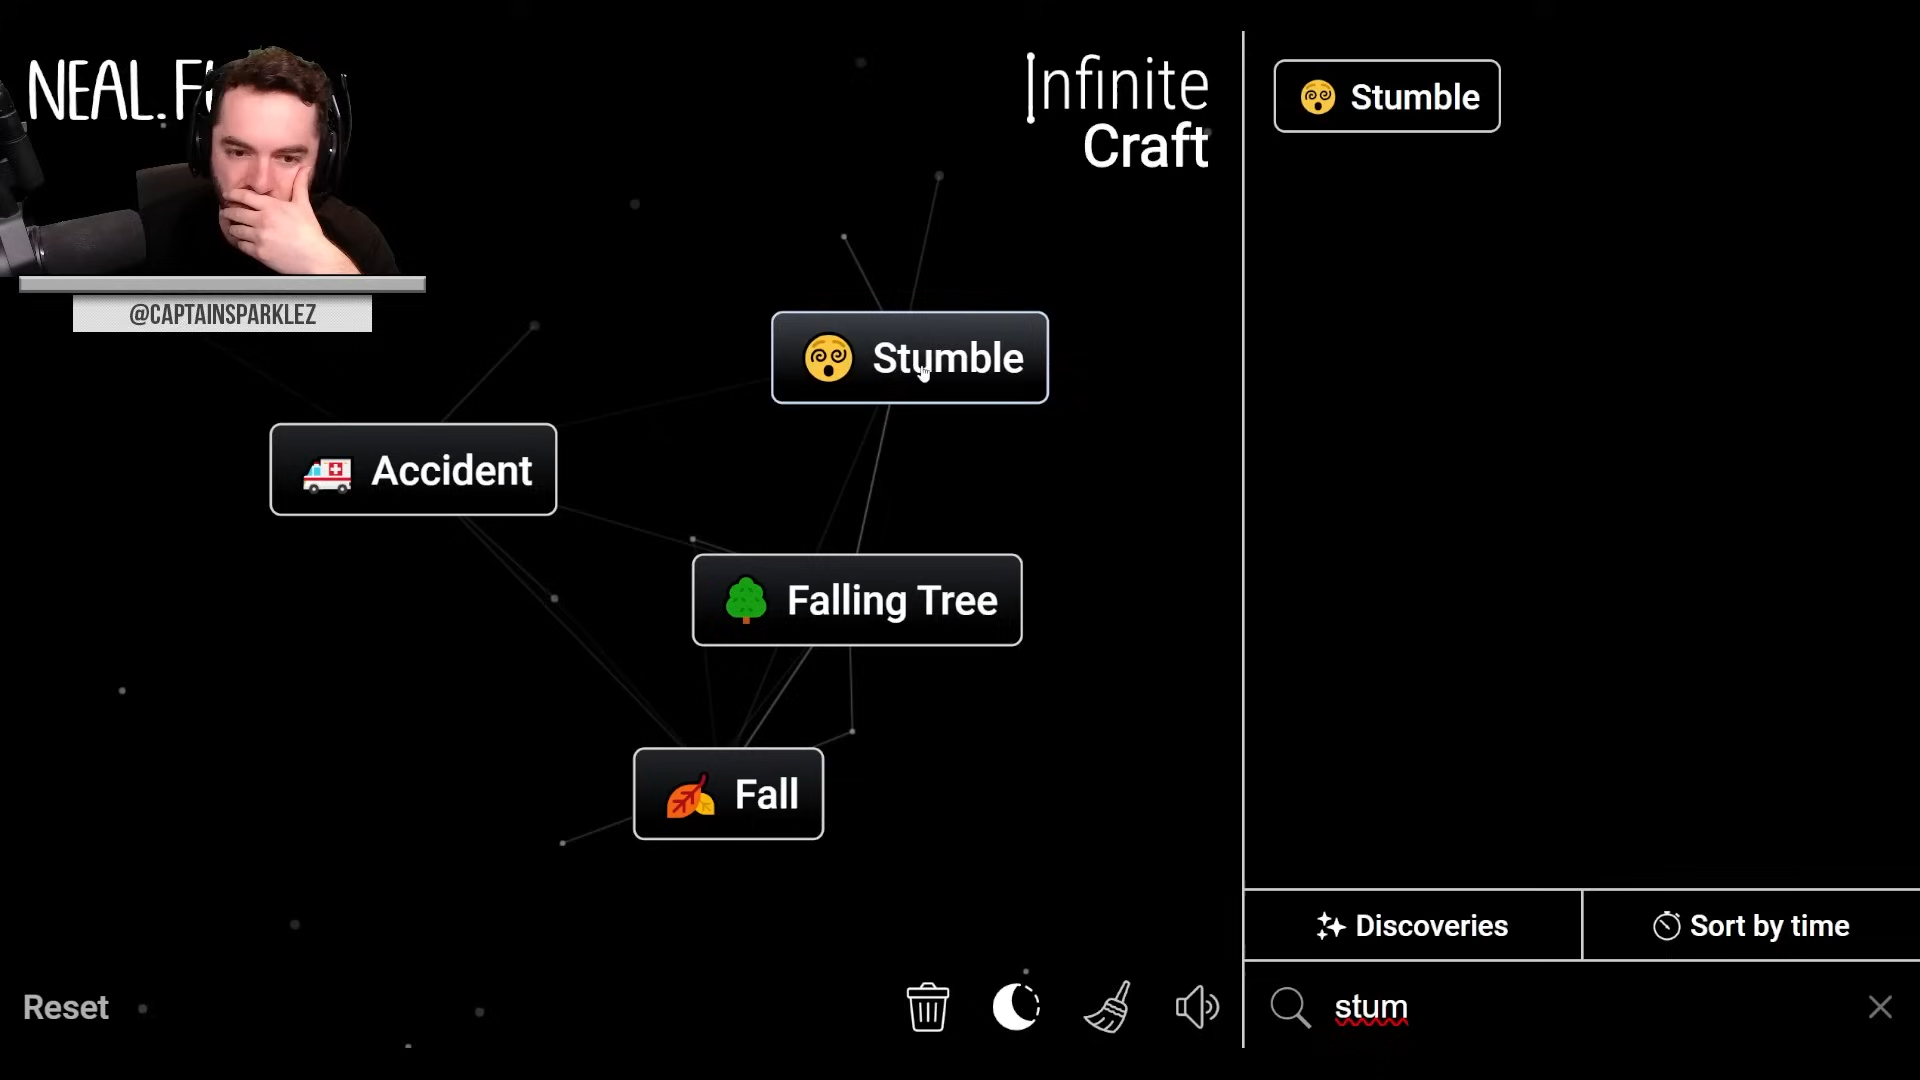 NEAL.F
Infinite
Craft
Stumble
@CAPTAINSPARKLEZ
Stumble
Accident
Falling Tree
Fall
Discoveries
Sort by time
Reset
stum